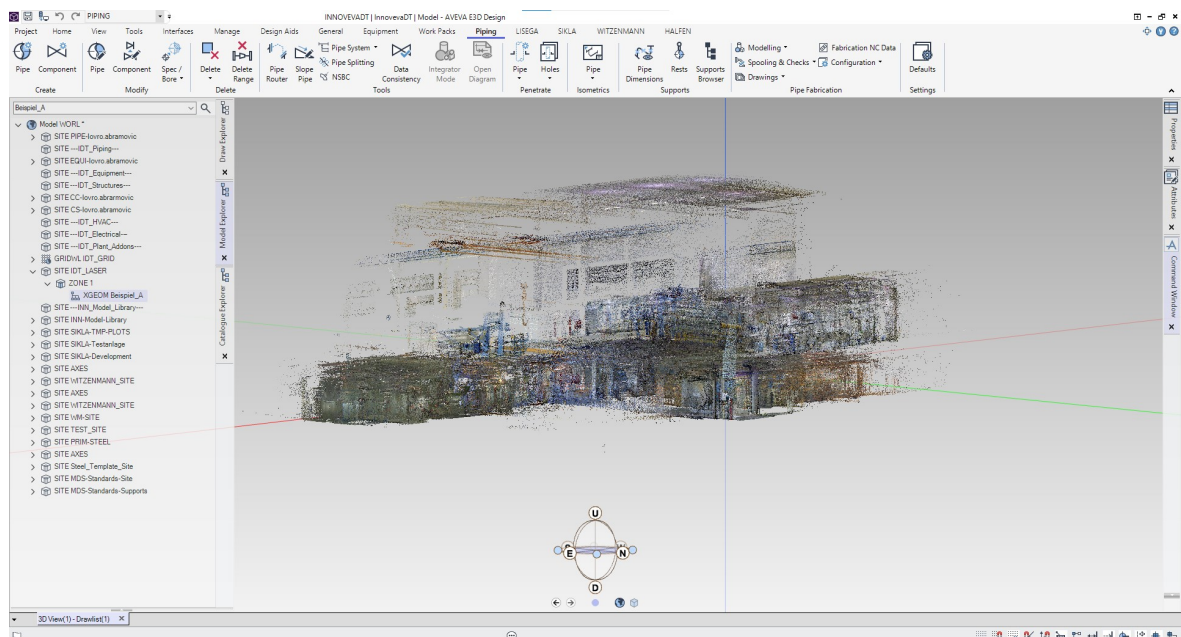 PIPING
INNOVEVADT | InnovevaDT | Model - AVEVA E3D Design
Project Home View Tools Interfaces Manage Design Aids General Equipment Work Packs Piping LISEGA SIKLA WITZENMANN HALFEN
Pipe Component
Create
Pipe Component Spec / Bore
Modify
Delete Delete Range
Delete
Pipe Router Slope Pipe Pipe System Pipe Splitting NSBC Data Consistency Integrator Mode Open Diagram
Tools
Pipe Holes
Penetrate
Pipe
Isometrics
Pipe Dimensions Rests Supports Browser
Supports
Modelling Fabrication NC Data
Spooling & Checks Configuration
Drawings
Pipe Fabrication
Defaults
Settings
Beispiel_A
Model WORL *
SITE PIPE-lovro.abramovic
SITE ---IDT_Piping---
SITE EQUI-lovro.abramovic
SITE ---IDT_Equipment---
SITE ---IDT_Structures---
SITE CC-lovro.abramovic
SITE CS-lovro.abramovic
SITE ---IDT_HVAC---
SITE ---IDT_Electrical---
SITE ---IDT_Plant_Addons---
GRIDWL IDT_GRID
SITE IDT_LASER
ZONE 1
XGEOM Beispiel_A
SITE ---INN_Model_Library---
SITE INN-Model-Library
SITE SIKLA-TMP-PLOTS
SITE SIKLA-Testanlage
SITE SIKLA-Development
SITE AXES
SITE WITZENMANN_SITE
SITE AXES
SITE WITZENMANN_SITE
SITE WM-SITE
SITE TEST_SITE
SITE PRIM-STEEL
SITE AXES
SITE Steel_Template_Site
SITE MDS-Standards-Site
SITE MDS-Standards-Supports
Draw Explorer
Model Explorer
Catalogue Explorer
Properties
Attributes
Command Window
U
E
N
D
3D View(1) - Drawlist(1)